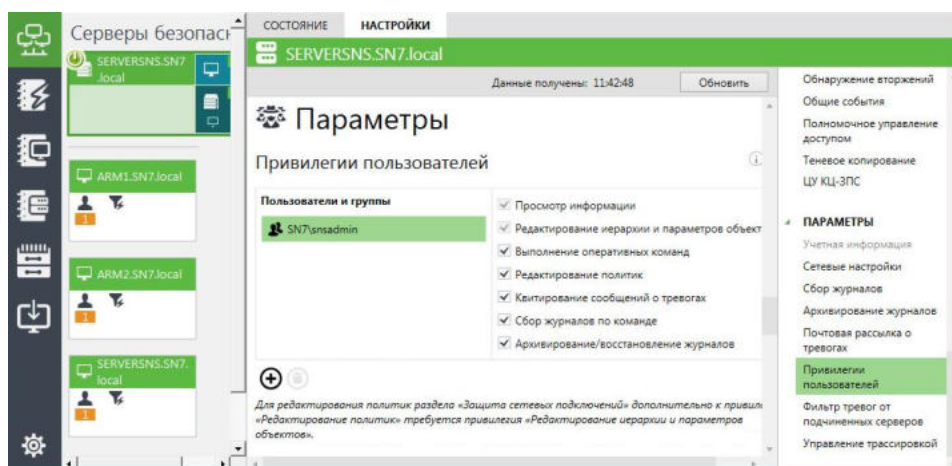 Серверы безопасн
SERVERSNS.SN7
.local
ARM1.SN7.local
1
ARM2.SN7.local
1
SERVERSNS.SN7.
local
1
СОСТОЯНИЕ НАСТРОЙКИ
SERVERSNS.SN7.local
Данные получены: 11:42:48 Обновить
Параметры
Привилегии пользователей
Пользователи и группы
SN7\snsadmin
Просмотр информации
Редактирование иерархии и параметров объект
Выполнение оперативных команд
Редактирование политик
Квитирование сообщений о тревогах
Сбор журналов по команде
Архивирование/восстановление журналов
Для редактирования политик раздела «Защита сетевых подключений» дополнительно к привил
«Редактирование политик» требуется привилегия «Редактирование иерархии и параметров
объектов».
Обнаружение вторжений
Общие события
Полномочное управление
доступом
Теневое копирование
ЦУ КЦ-ЗПС
ПАРАМЕТРЫ
Учетная информация
Сетевые настройки
Сбор журналов
Архивирование журналов
Почтовая рассылка о
тревогах
Привилегии
пользователей
Фильтр тревог от
подчиненных серверов
Управление трассировкой